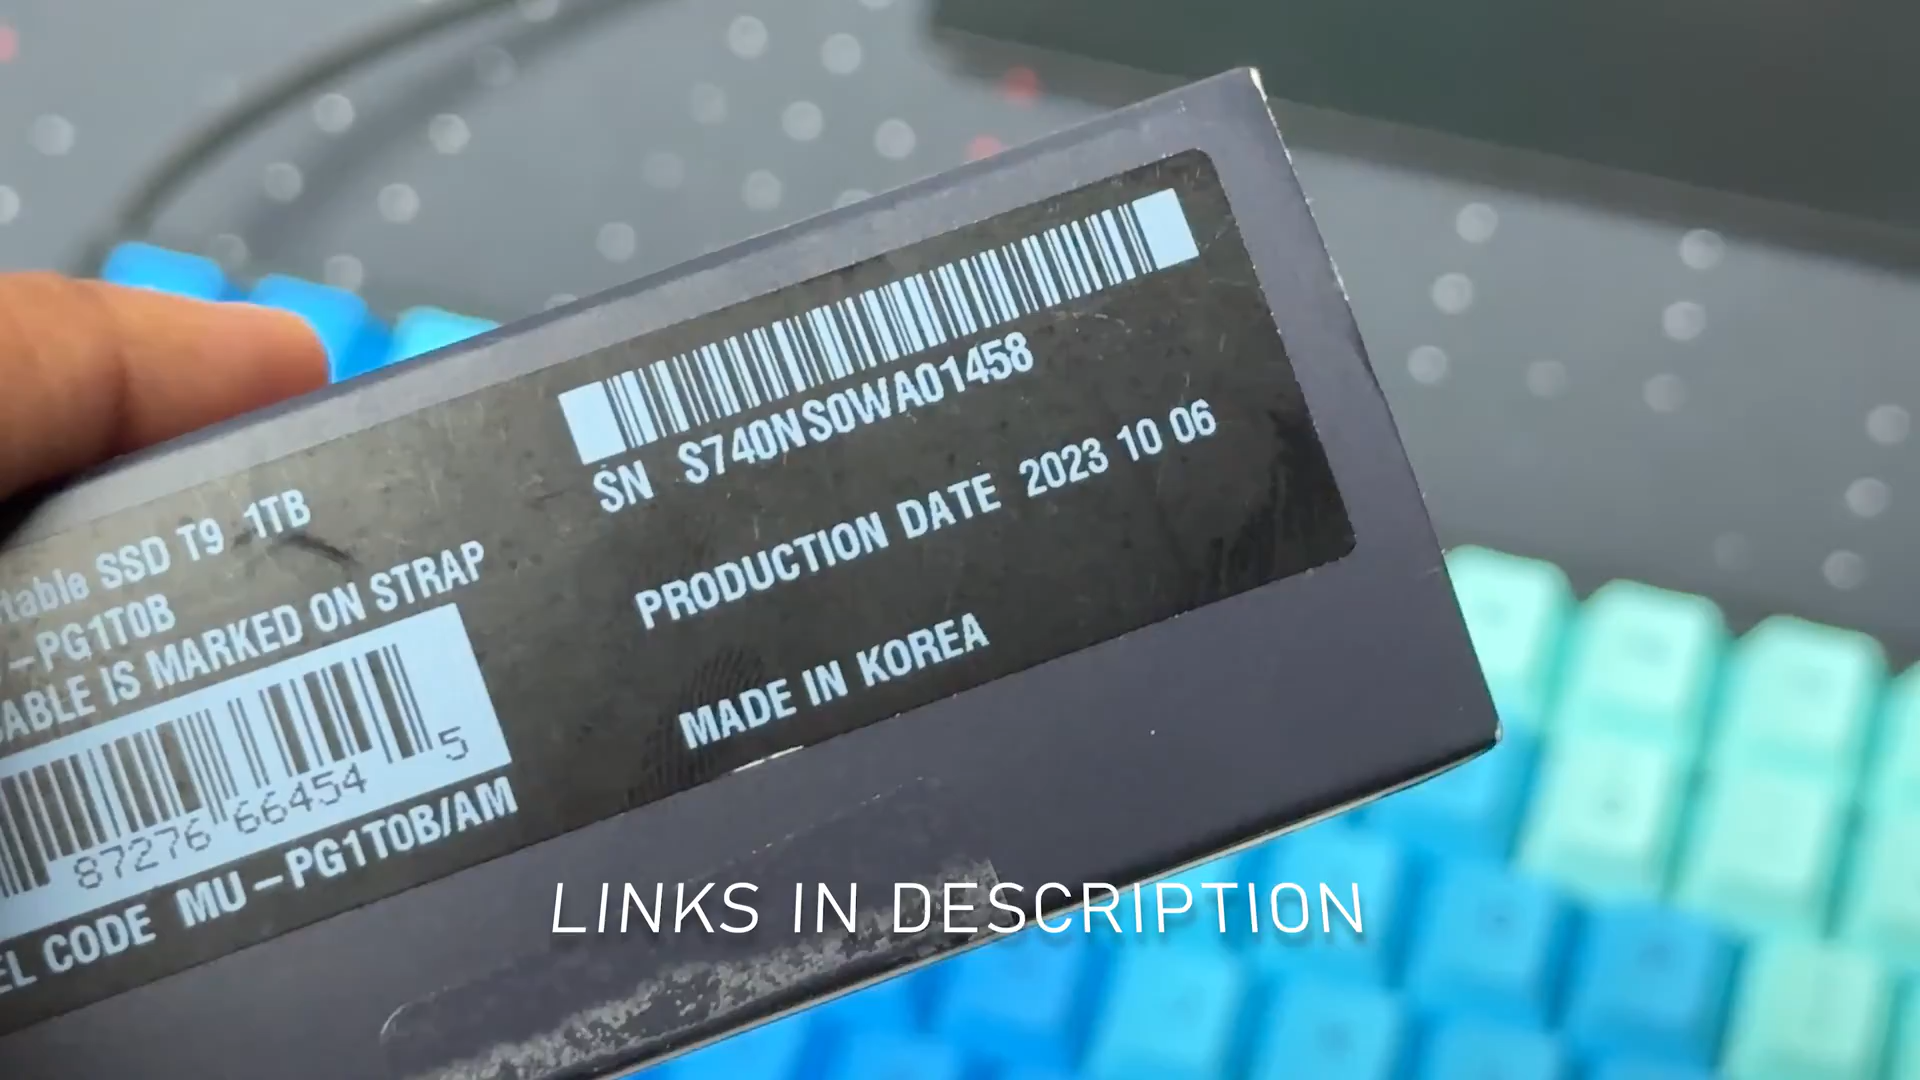 SN S740NS0WA01458
PRODUCTION DATE 2023 10 06
MADE IN KOREA
table SSD T9 1TB
-PG1T0B
CABLE IS MARKED ON STRAP
87276 66454 5
EL CODE MU-PG1T0B/AM
LINKS IN DESCRIPTION